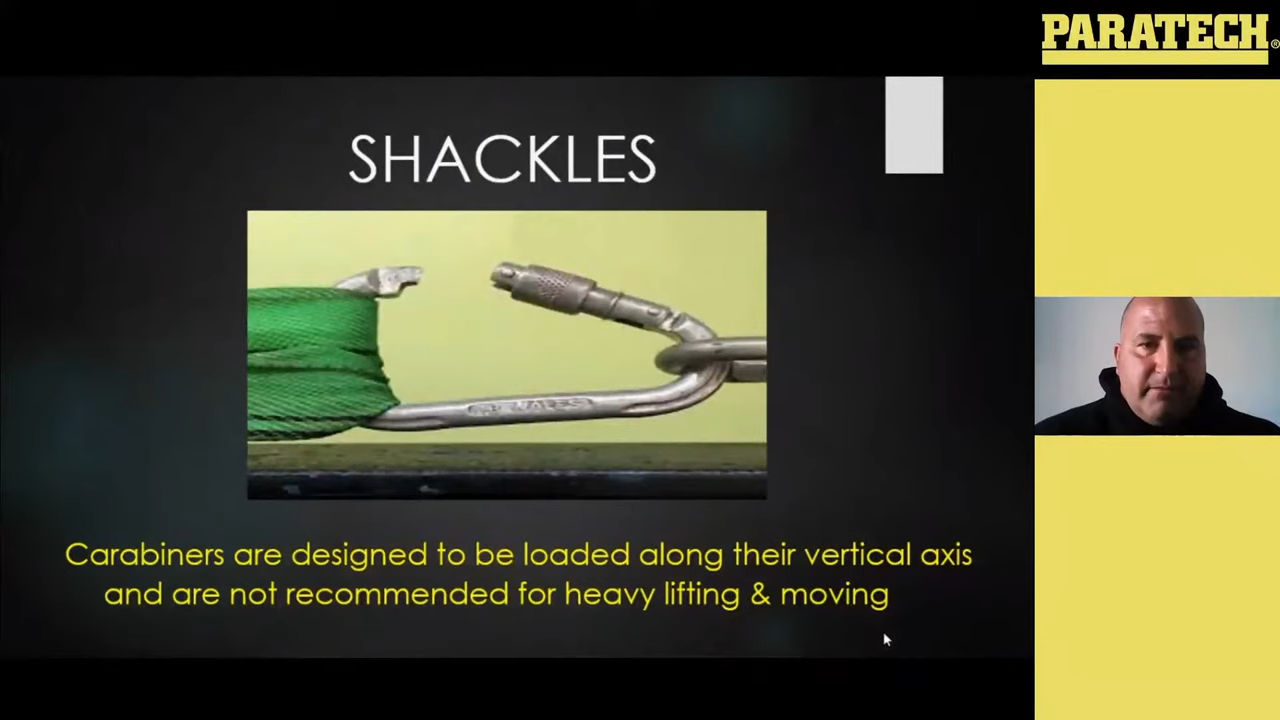 PARATECH®
SHACKLES
Carabiners are designed to be loaded along their vertical axis
and are not recommended for heavy lifting & moving